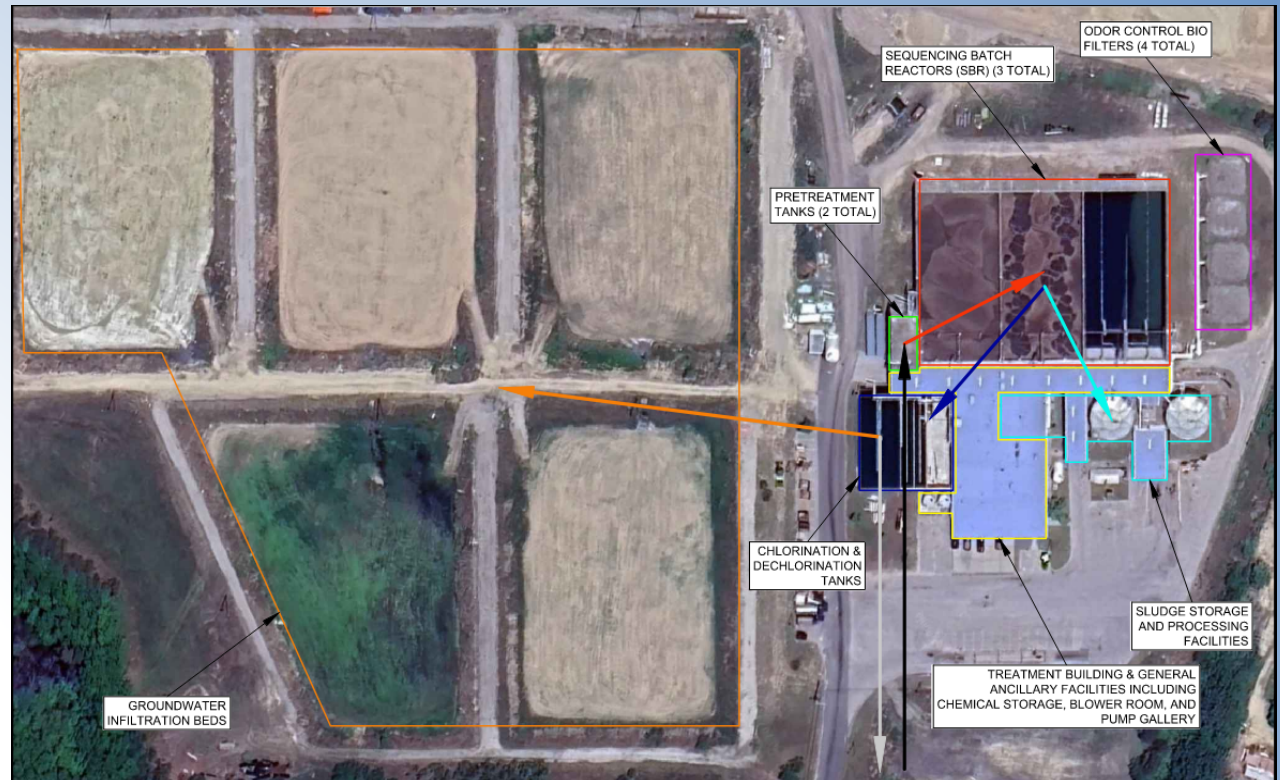 ODOR CONTROL BIO
FILTERS (4 TOTAL)
SEQUENCING BATCH
REACTORS (SBR) (3 TOTAL)
PRETREATMENT
TANKS (2 TOTAL)
CHLORINATION &
DECHLORINATION
TANKS
SLUDGE STORAGE
AND PROCESSING
FACILITIES
TREATMENT BUILDING & GENERAL
ANCILLARY FACILITIES INCLUDING
CHEMICAL STORAGE, BLOWER ROOM, AND
PUMP GALLERY
GROUNDWATER
INFILTRATION BEDS